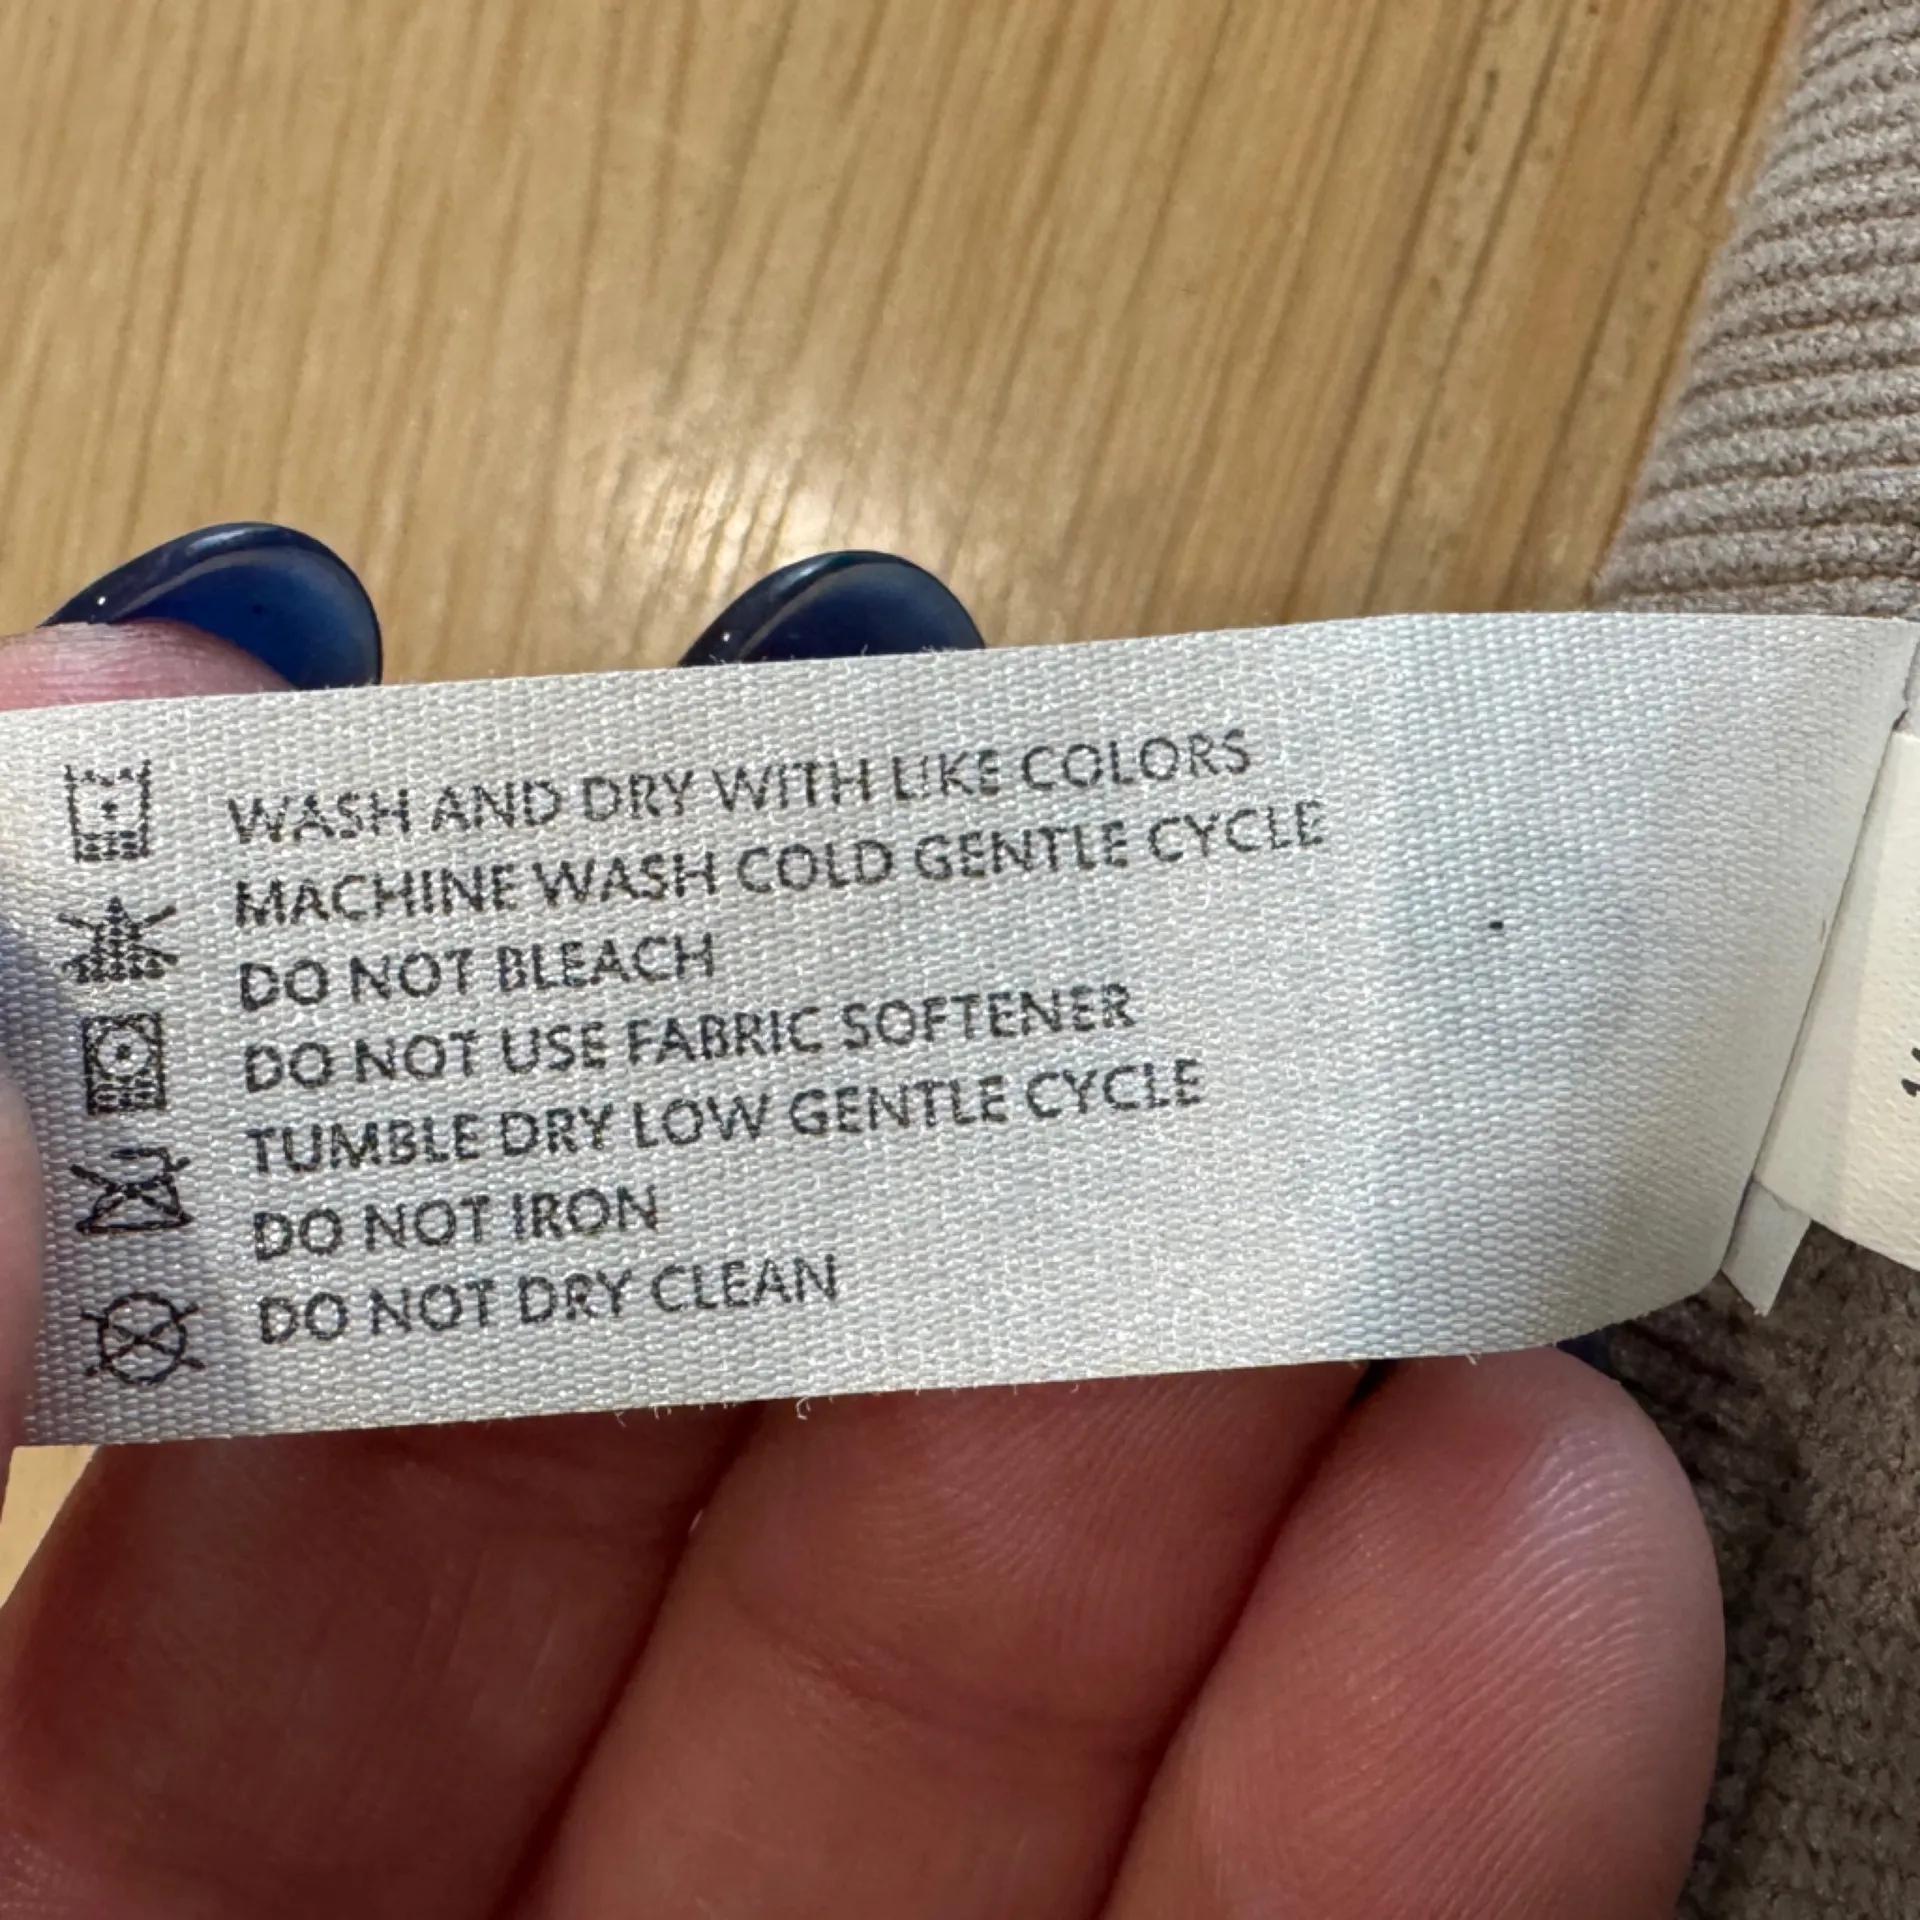 WASH AND DRY WITH LIKE COLORS
MACHINE WASH COLD GENTLE CYCLE
DO NOT BLEACH
DO NOT USE FABRIC SOFTENER
TUMBLE DRY LOW GENTLE CYCLE
DO NOT IRON
DO NOT DRY CLEAN